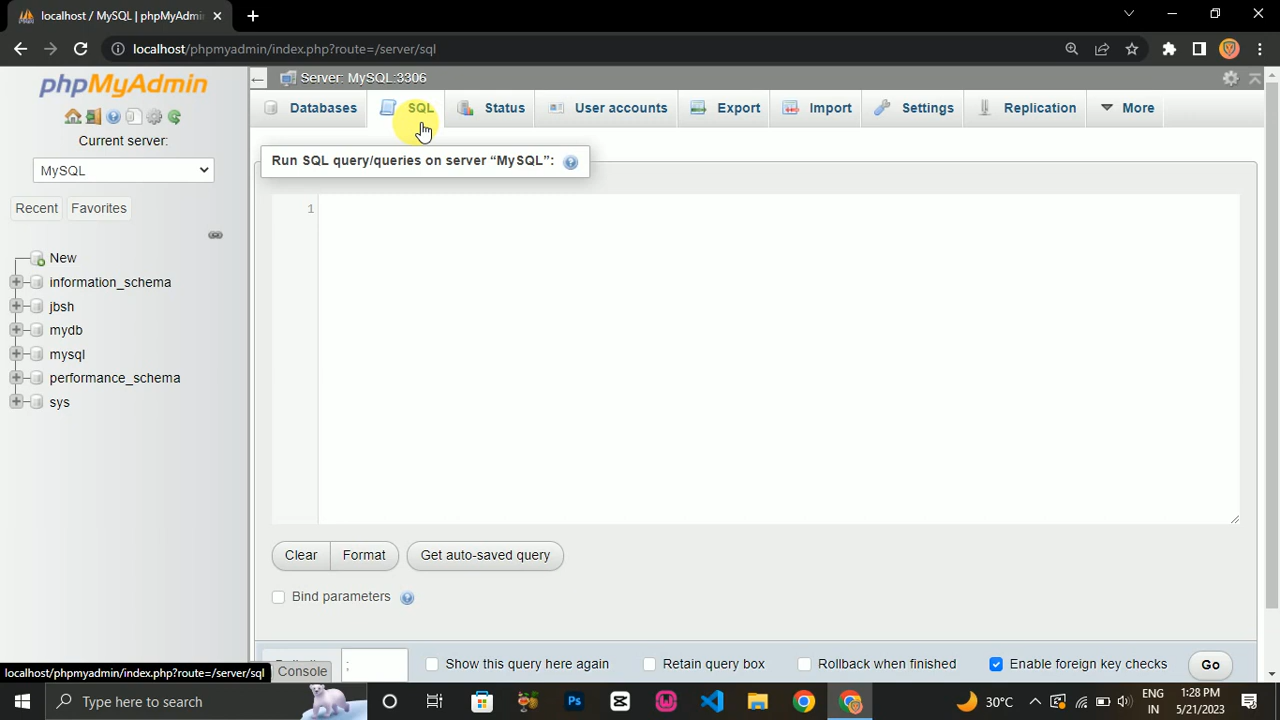 localhost / MySQL | phpMyAdmin
localhost/phpmyadmin/index.php?route=/server/sql
phpMyAdmin
Current server:
MySQL
Recent Favorites
New
information_schema
jbsh
mydb
mysql
performance_schema
sys
Server: MySQL:3306
Databases SQL Status User accounts Export Import Settings Replication More
Run SQL query/queries on server “MySQL”:
1
Clear Format Get auto-saved query
Bind parameters
; Show this query here again Retain query box Rollback when finished Enable foreign key checks Go
localhost/phpmyadmin/index.php?route=/server/sql Console
Type here to search
Ps
30°C
ENG
IN
1:28 PM
5/21/2023